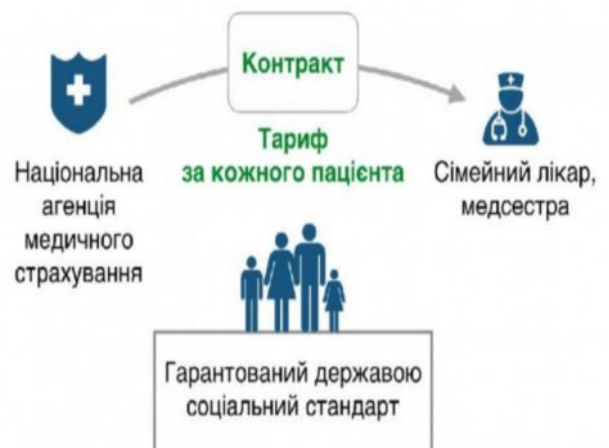 Контракт
Тариф
за кожного пацієнта
Національна
агенція
медичного
страхування
Сімейний лікар,
медсестра
Гарантований державою
соціальний стандарт